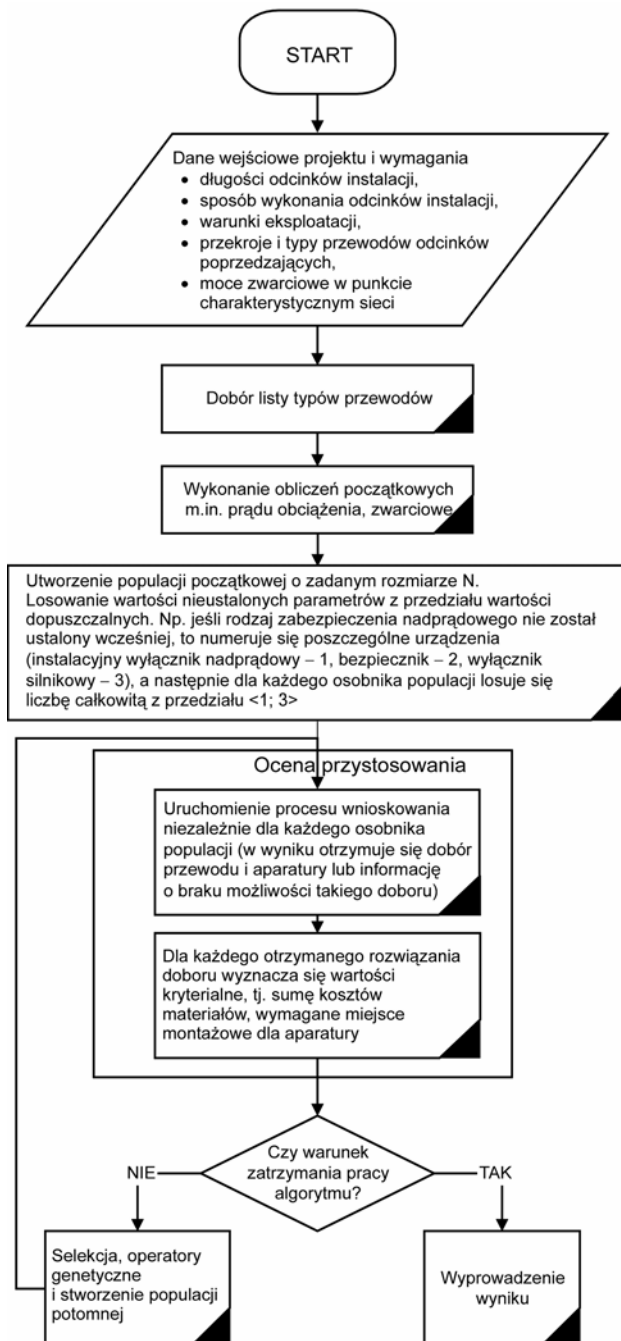 START
Dane wejściowe projektu i wymagania
• długości odcinków instalacji,
• sposób wykonania odcinków instalacji,
• warunki eksploatacji,
• przekroje i typy przewodów odcinków
poprzedzających,
• moce zwarciowe w punkcie
charakterystycznym sieci
Dobór listy typów przewodów
Wykonanie obliczeń początkowych
m.in. prądu obciążenia, zwarciowe
Utworzenie populacji początkowej o zadanym rozmiarze N.
Losowanie wartości nieustalonych parametrów z przedziału wartości
dopuszczalnych. Np. jeśli rodzaj zabezpieczenia nadprądowego nie został
ustalony wcześniej, to numeruje się poszczególne urządzenia
(instalacyjny wyłącznik nadprądowy – 1, bezpiecznik – 2, wyłącznik
silnikowy – 3), a następnie dla każdego osobnika populacji losuje się
liczbę całkowitą z przedziału <1; 3>
Ocena przystosowania
Uruchomienie procesu wnioskowania
niezależnie dla każdego osobnika
populacji (w wyniku otrzymuje się dobór
przewodu i aparatury lub informację
o braku możliwości takiego doboru)
Dla każdego otrzymanego rozwiązania
doboru wyznacza się wartości
kryterialne, tj. sumę kosztów
materiałów, wymagane miejsce
montażowe dla aparatury
Czy warunek
zatrzymania pracy
algorytmu?
NIE
TAK
Selekcja, operatory
genetyczne
i stworzenie populacji
potomnej
Wyprowadzenie
wyniku